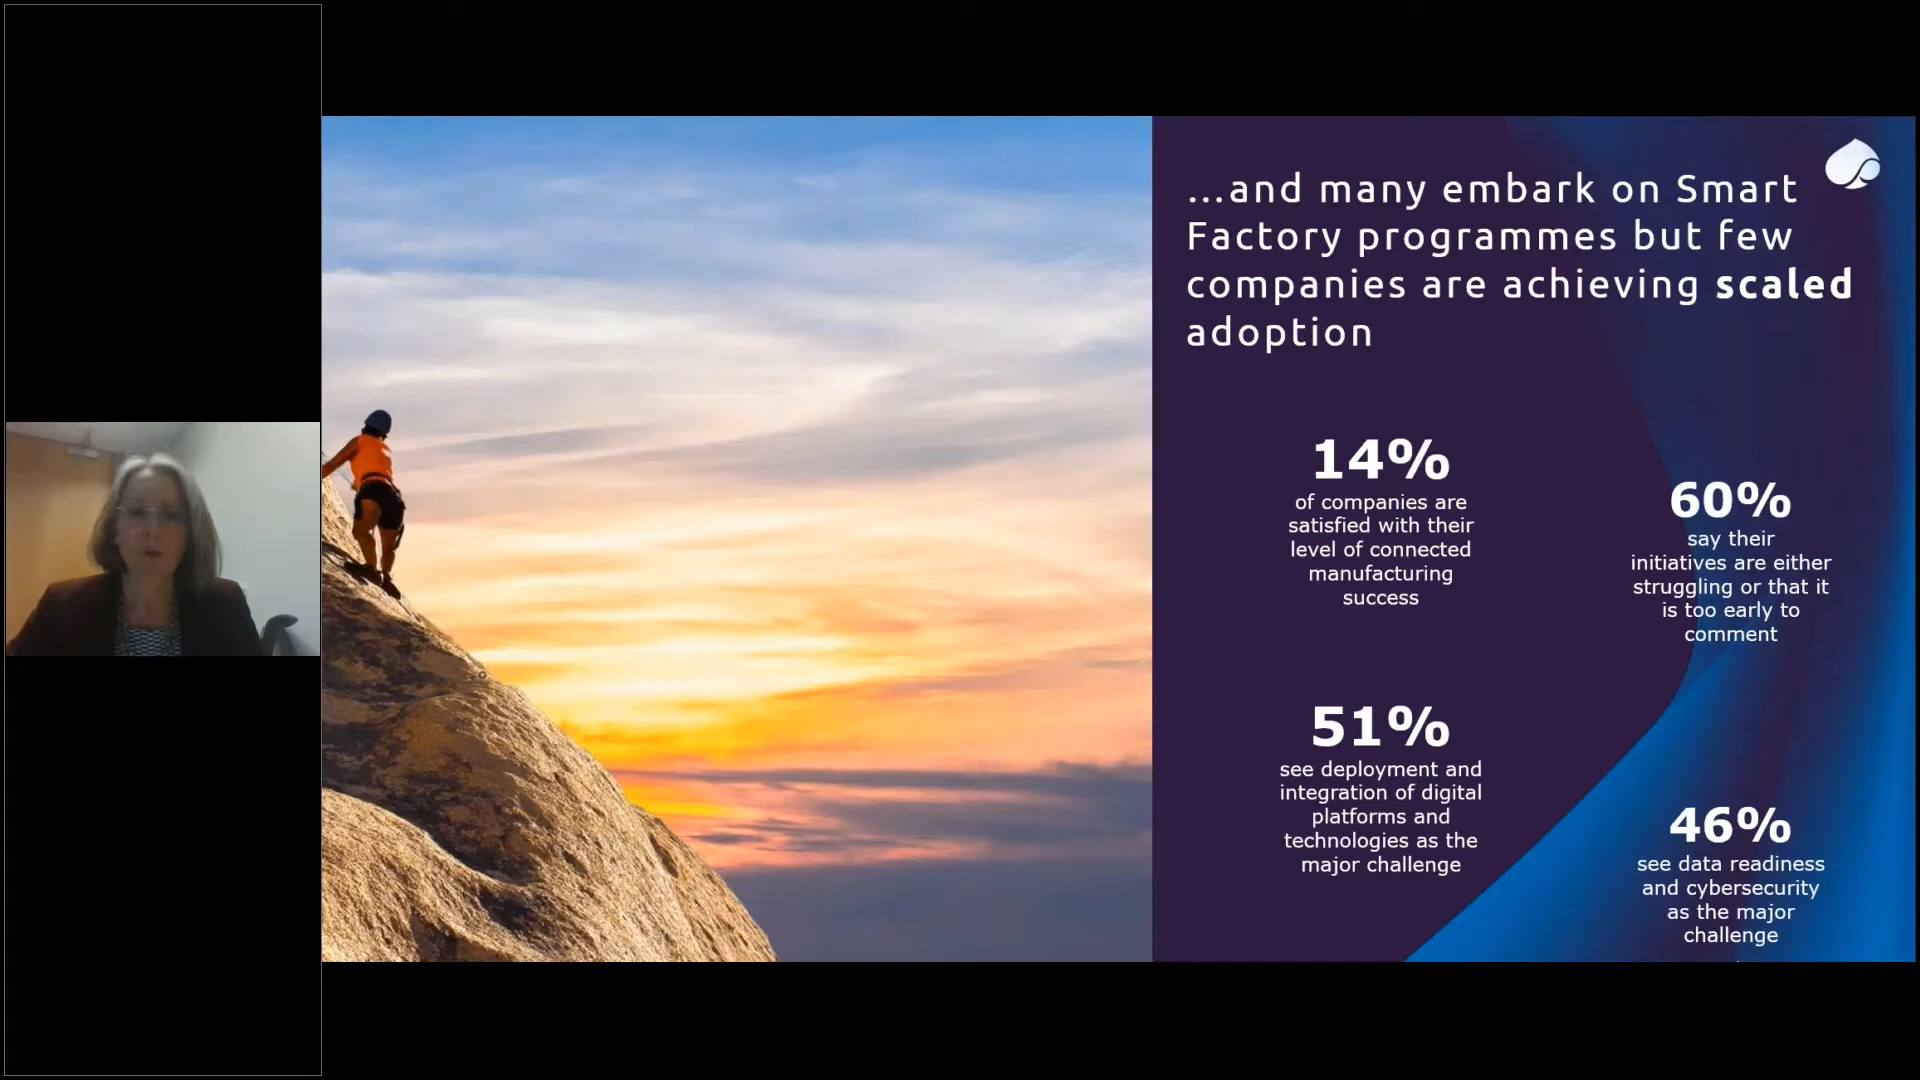 ...and many embark on Smart
Factory programmes but few
companies are achieving scaled
adoption
14%
of companies are
satisfied with their
level of connected
manufacturing
success
60%
say their
initiatives are either
struggling or that it
is too early to
comment
51%
see deployment and
integration of digital
platforms and
technologies as the
major challenge
46%
see data readiness
and cybersecurity
as the major
challenge